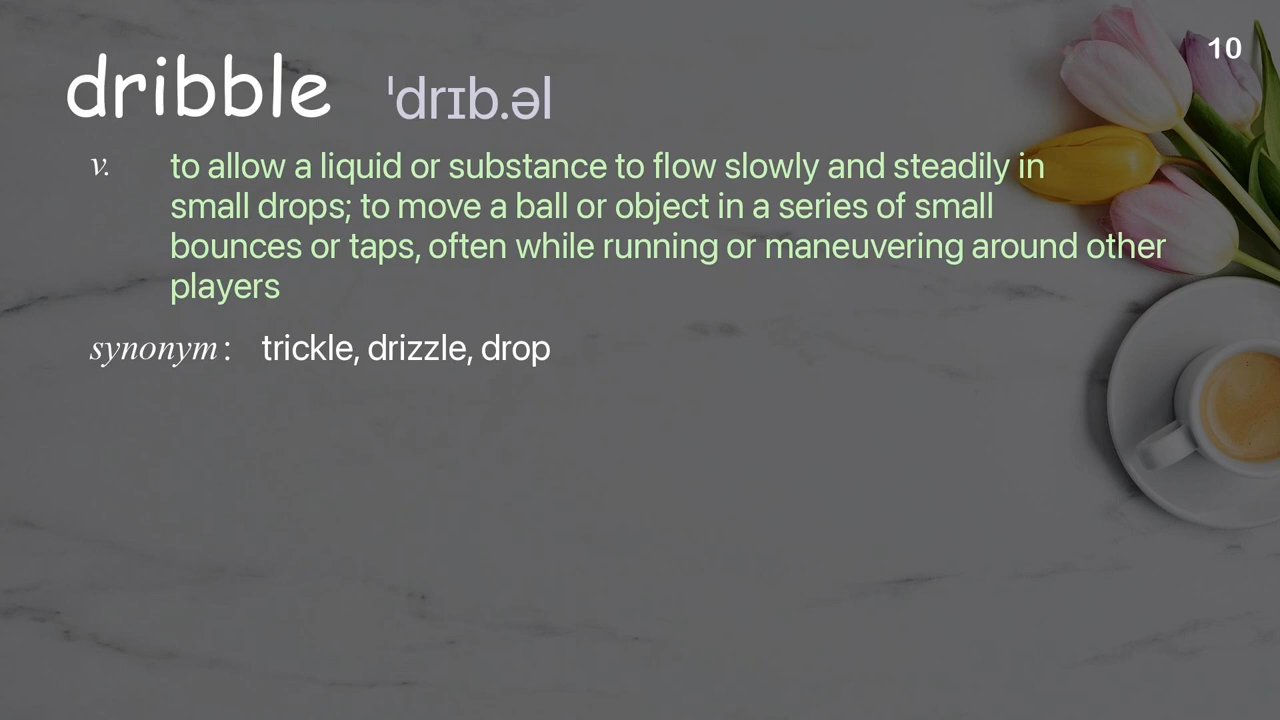 10
dribble ˈdrɪb.əl
v. to allow a liquid or substance to flow slowly and steadily in
small drops; to move a ball or object in a series of small
bounces or taps, often while running or maneuvering around other
players
synonym : trickle, drizzle, drop